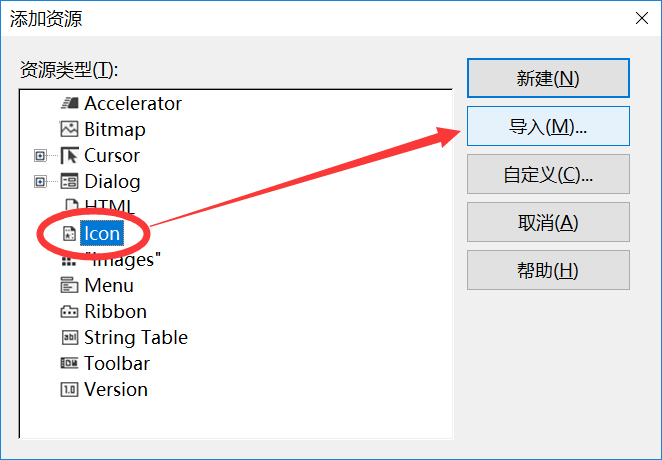 添加资源
资源类型(T):
Accelerator
Bitmap
Cursor
Dialog
HTML
Icon
"Images"
Menu
Ribbon
String Table
Toolbar
Version
新建(N)
导入(M)...
自定义(C)...
取消(A)
帮助(H)